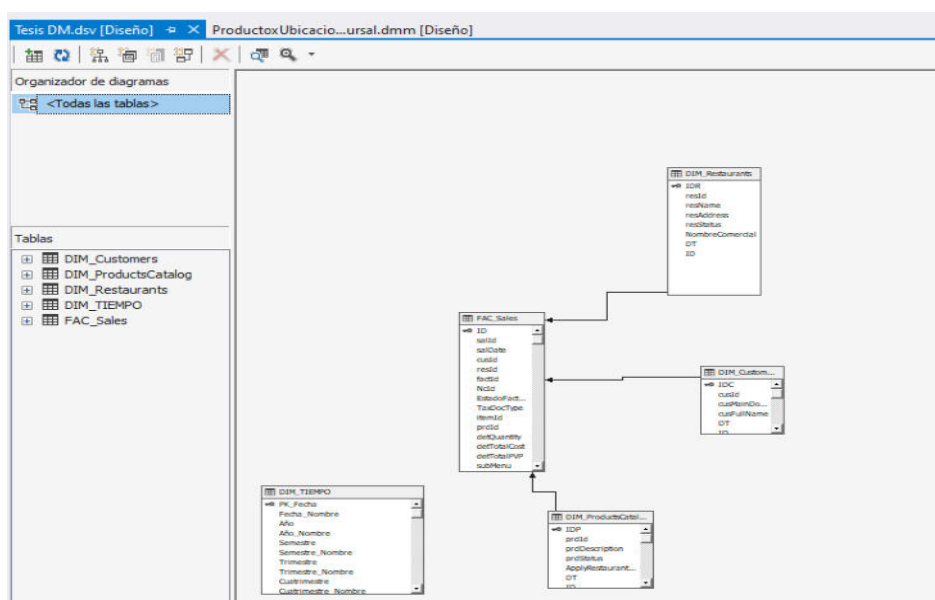 Tesis DM.dsv [Diseño]
ProductoxUbicacio...ursal.dmm [Diseño]
Organizador de diagramas
<Todas las tablas>
Tablas
DIM_Customers
DIM_ProductsCatalog
DIM_Restaurants
DIM_TIEMPO
FAC_Sales
DIM_Restaurants
IDR
resId
resName
resAddress
resStatus
NombreComercial
DT
ID
FAC_Sales
ID
salId
salDate
cusId
resId
factId
NcId
EstadoFact...
TaxDocType
itemId
prdId
detQuantity
detTotalCost
detTotalPVP
subMenu
DIM_Custom...
IDC
cusId
cusMainDo...
cusFullName
DT
ID
DIM_TIEMPO
PK_Fecha
Fecha_Nombre
Año
Año_Nombre
Semestre
Semestre_Nombre
Trimestre
Trimestre_Nombre
Cuatrimestre
Cuatrimestre_Nombre
DIM_ProductsCatal...
IDP
prdId
prdDescription
prdStatus
ApplyRestaurant...
DT
ID